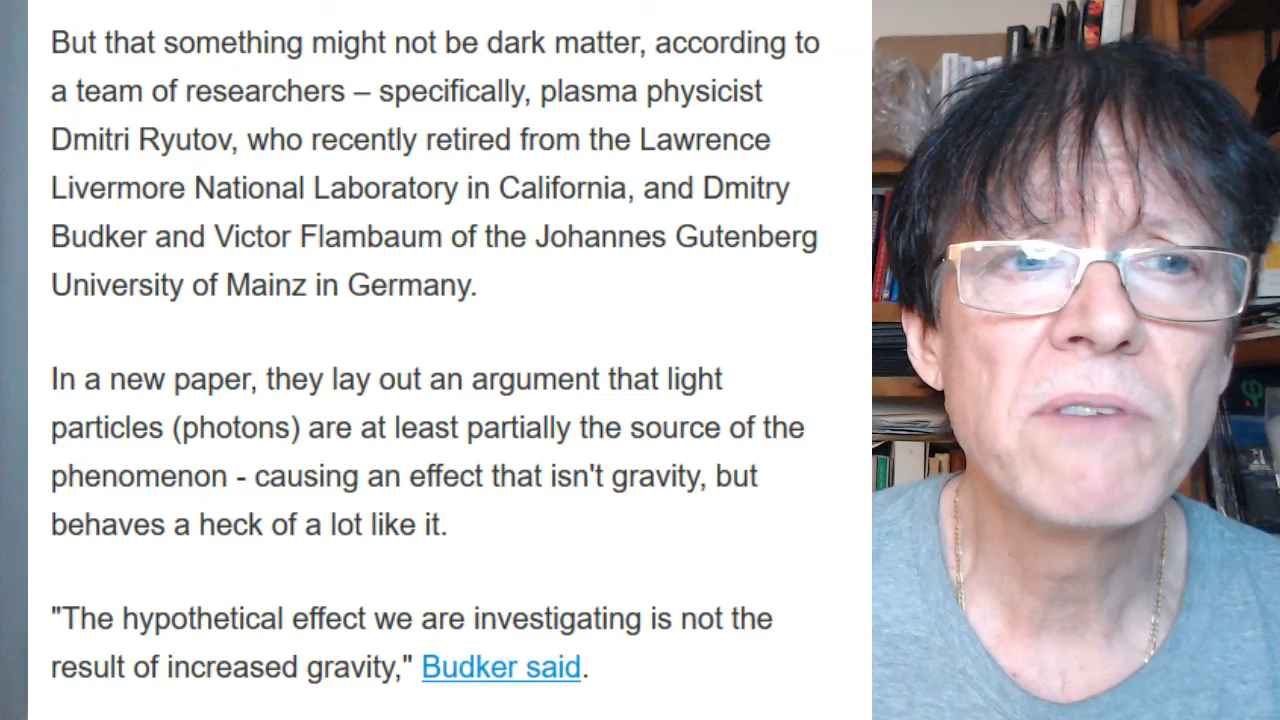 But that something might not be dark matter, according to
a team of researchers – specifically, plasma physicist
Dmitri Ryutov, who recently retired from the Lawrence
Livermore National Laboratory in California, and Dmitry
Budker and Victor Flambaum of the Johannes Gutenberg
University of Mainz in Germany.
In a new paper, they lay out an argument that light
particles (photons) are at least partially the source of the
phenomenon - causing an effect that isn't gravity, but
behaves a heck of a lot like it.
"The hypothetical effect we are investigating is not the
result of increased gravity," Budker said.